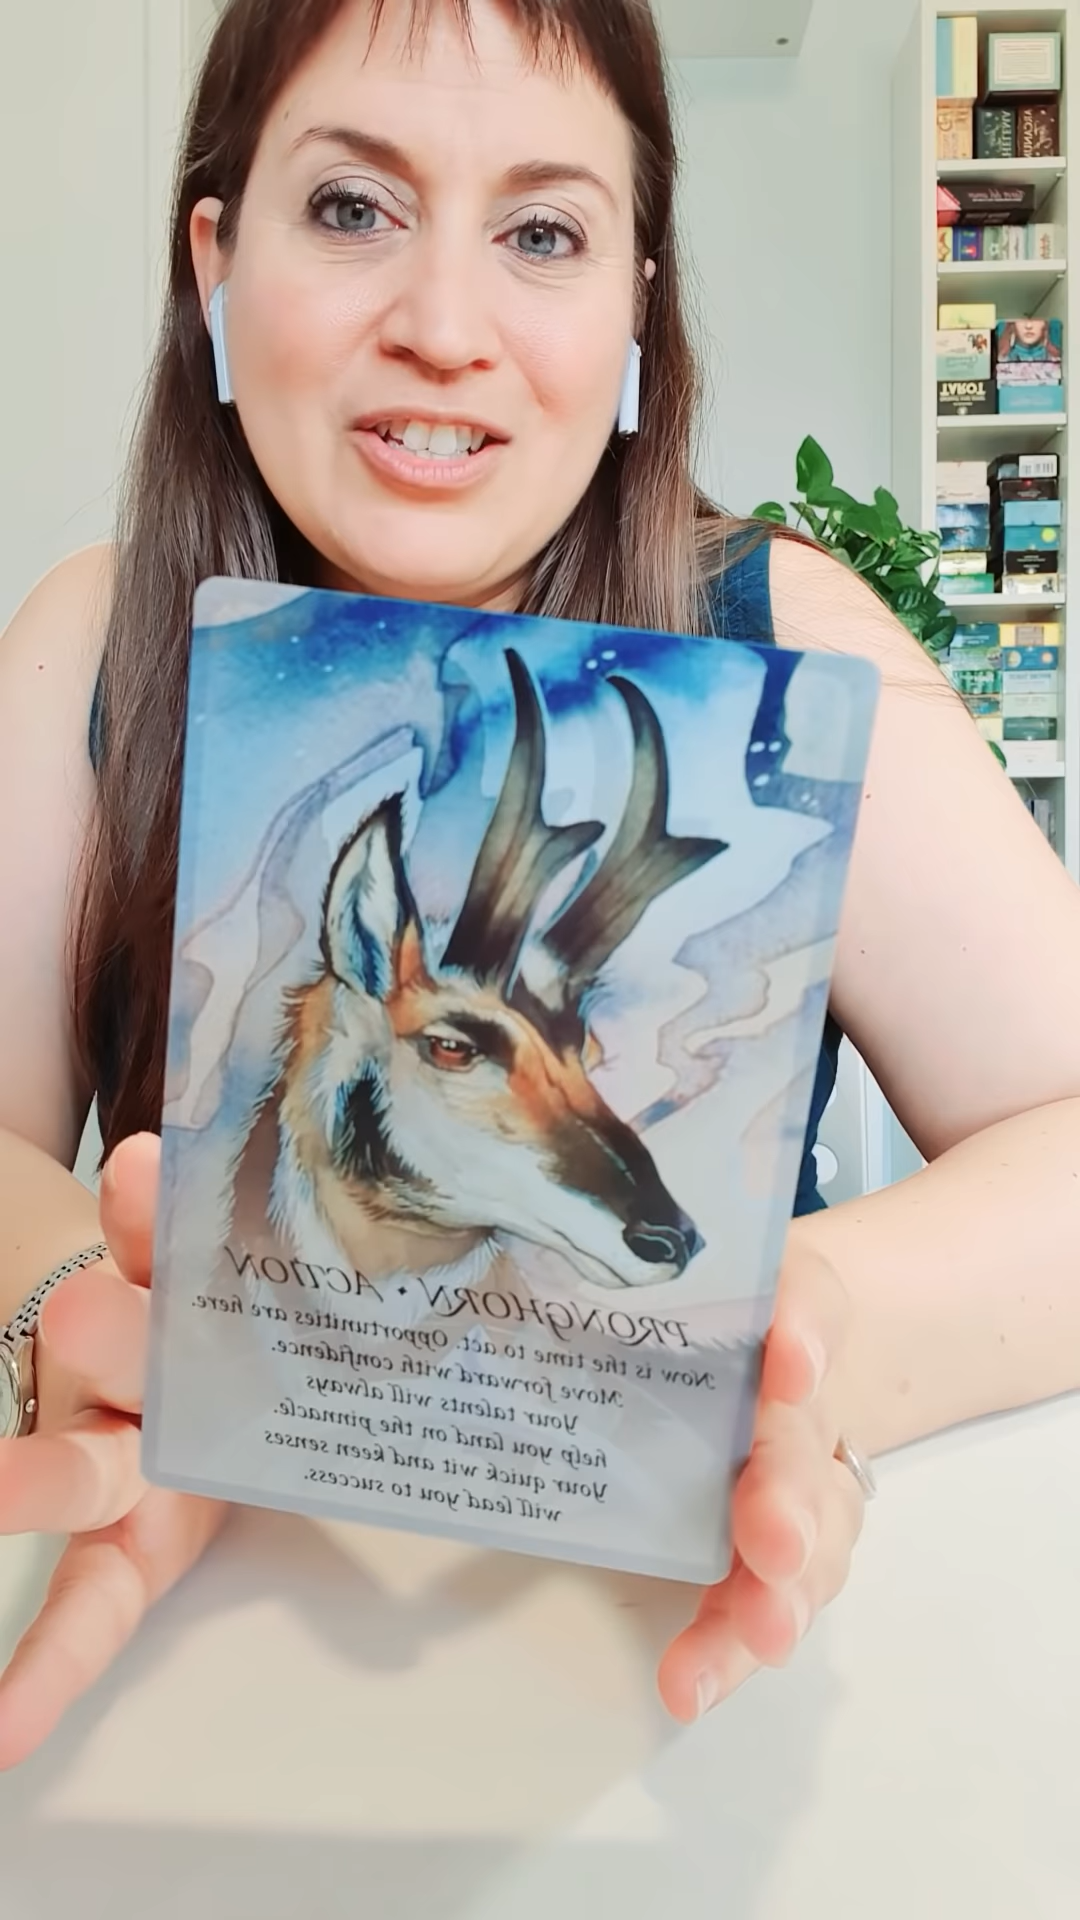 PRONGHORN • ACTION
Now is the time to act. Opportunities are here.
Move forward with confidence.
Your talents will always
help you land on the pinnacle.
Your quick wit and keen senses
will lead you to success.
TAROT